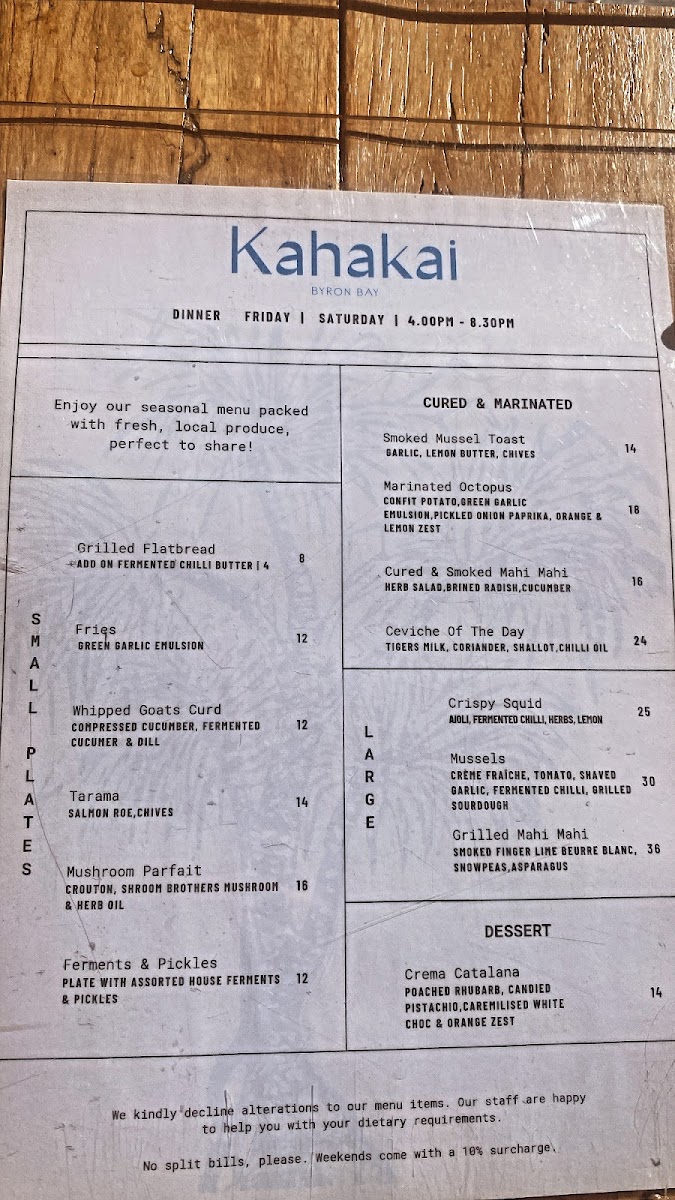 Kahakai
BYRON BAY
DINNER FRIDAY | SATURDAY | 4.00PM - 8.30PM
Enjoy our seasonal menu packed
with fresh, local produce,
perfect to share!
SMALL PLATES
Grilled Flatbread
ADD ON FERMENTED CHILLI BUTTER | 4
8
Fries
GREEN GARLIC EMULSION
12
Whipped Goats Curd
COMPRESSED CUCUMBER, FERMENTED
CUCUMER & DILL
12
Tarama
SALMON ROE,CHIVES
14
Mushroom Parfait
CROUTON, SHROOM BROTHERS MUSHROOM
& HERB OIL
16
Ferments & Pickles
PLATE WITH ASSORTED HOUSE FERMENTS
& PICKLES
12
CURED & MARINATED
Smoked Mussel Toast
GARLIC, LEMON BUTTER, CHIVES
14
Marinated Octopus
CONFIT POTATO,GREEN GARLIC
EMULSION,PICKLED ONION PAPRIKA, ORANGE &
LEMON ZEST
18
Cured & Smoked Mahi Mahi
HERB SALAD,BRINED RADISH,CUCUMBER
16
Ceviche Of The Day
TIGERS MILK, CORIANDER, SHALLOT,CHILLI OIL
24
LARGE
Crispy Squid
AIOLI, FERMENTED CHILLI, HERBS, LEMON
25
Mussels
CRÈME FRAÎCHE, TOMATO, SHAVED
GARLIC, FERMENTED CHILLI, GRILLED
SOURDOUGH
30
Grilled Mahi Mahi
SMOKED FINGER LIME BEURRE BLANC,
SNOWPEAS,ASPARAGUS
36
DESSERT
Crema Catalana
POACHED RHUBARB, CANDIED
PISTACHIO,CAREMILISED WHITE
CHOC & ORANGE ZEST
14
We kindly decline alterations to our menu items. Our staff are happy
to help you with your dietary requirements.
No split bills, please. Weekends come with a 10% surcharge.